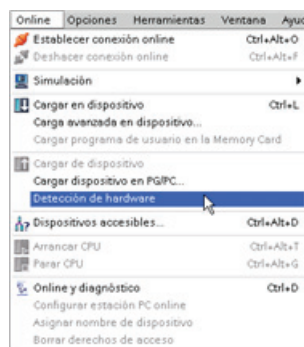 Online Opciones Herramientas Ventana Ayuc
Establecer conexión online Ctrl+Alt+O
Deshacer conexión online Ctrl+Alt+F
Simulación
Cargar en dispositivo Ctrl+L
Carga avanzada en dispositivo...
Cargar programa de usuario en la Memory Card
Cargar de dispositivo
Cargar dispositivo en PG/PC...
Detección de hardware
Dispositivos accesibles... Ctrl+Alt+D
Arrancar CPU Ctrl+Alt+T
Parar CPU Ctrl+Alt+G
Online y diagnóstico Ctrl+D
Configurar estación PC online
Asignar nombre de dispositivo
Borrar derechos de acceso